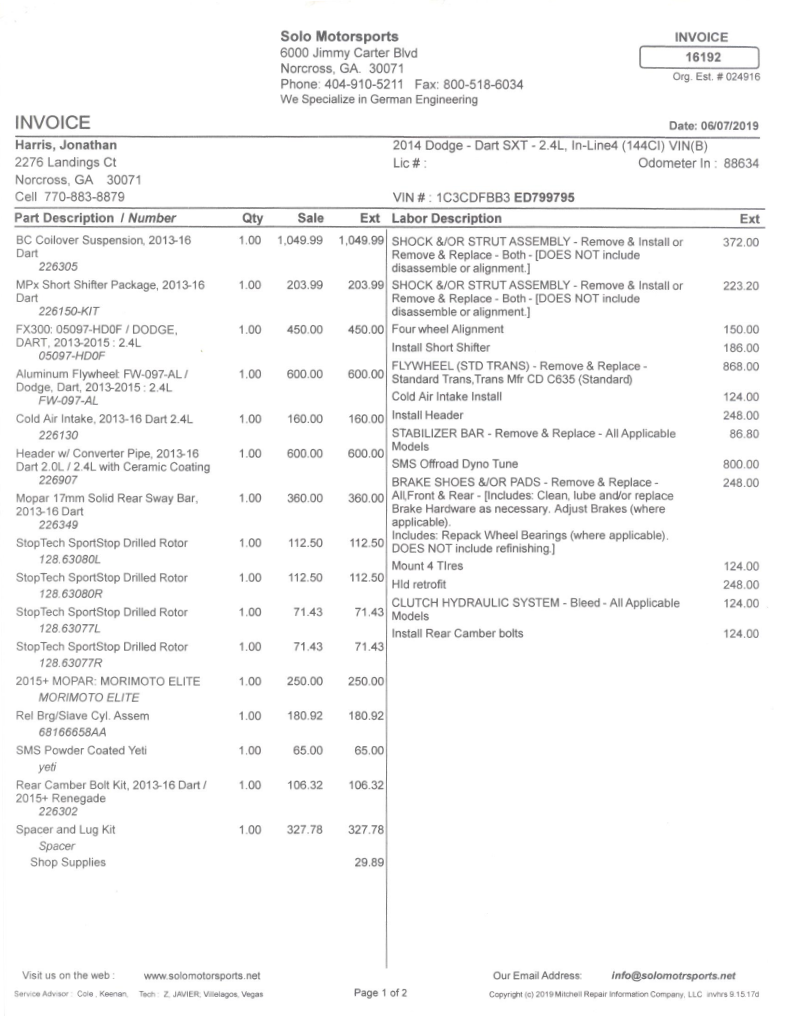 Solo Motorsports
6000 Jimmy Carter Blvd
Norcross, GA. 30071
Phone: 404-910-5211 Fax: 800-518-6034
We Specialize in German Engineering
INVOICE
16192
Org. Est. # 024916
INVOICE
Date: 06/07/2019
Harris, Jonathan
2276 Landings Ct
Norcross, GA 30071
Cell 770-883-8879
2014 Dodge - Dart SXT - 2.4L, In-Line4 (144CI) VIN(B)
Lic # : Odometer In : 88634
VIN # : 1C3CDFBB3 ED799795
Part Description / Number Qty Sale Ext
BC Coilover Suspension, 2013-16 1.00 1,049.99 1,049.99
Dart
226305
MPx Short Shifter Package, 2013-16 1.00 203.99 203.99
Dart
226150-KIT
FX300: 05097-HD0F / DODGE, 1.00 450.00 450.00
DART, 2013-2015 : 2.4L
05097-HD0F
Aluminum Flywheel: FW-097-AL / 1.00 600.00 600.00
Dodge, Dart, 2013-2015 : 2.4L
FW-097-AL
Cold Air Intake, 2013-16 Dart 2.4L 1.00 160.00 160.00
226130
Header w/ Converter Pipe, 2013-16 1.00 600.00 600.00
Dart 2.0L / 2.4L with Ceramic Coating
226907
Mopar 17mm Solid Rear Sway Bar, 1.00 360.00 360.00
2013-16 Dart
226349
StopTech SportStop Drilled Rotor 1.00 112.50 112.50
128.63080L
StopTech SportStop Drilled Rotor 1.00 112.50 112.50
128.63080R
StopTech SportStop Drilled Rotor 1.00 71.43 71.43
128.63077L
StopTech SportStop Drilled Rotor 1.00 71.43 71.43
128.63077R
2015+ MOPAR: MORIMOTO ELITE 1.00 250.00 250.00
MORIMOTO ELITE
Rel Brg/Slave Cyl. Assem 1.00 180.92 180.92
68166658AA
SMS Powder Coated Yeti 1.00 65.00 65.00
yeti
Rear Camber Bolt Kit, 2013-16 Dart / 1.00 106.32 106.32
2015+ Renegade
226302
Spacer and Lug Kit 1.00 327.78 327.78
Spacer
Shop Supplies 29.89
Labor Description Ext
SHOCK &/OR STRUT ASSEMBLY - Remove & Install or 372.00
Remove & Replace - Both - [DOES NOT include
disassemble or alignment.]
SHOCK &/OR STRUT ASSEMBLY - Remove & Install or 223.20
Remove & Replace - Both - [DOES NOT include
disassemble or alignment.]
Four wheel Alignment 150.00
Install Short Shifter 186.00
FLYWHEEL (STD TRANS) - Remove & Replace - 868.00
Standard Trans,Trans Mfr CD C635 (Standard)
Cold Air Intake Install 124.00
Install Header 248.00
STABILIZER BAR - Remove & Replace - All Applicable 86.80
Models
SMS Offroad Dyno Tune 800.00
BRAKE SHOES &/OR PADS - Remove & Replace - 248.00
All,Front & Rear - [Includes: Clean, lube and/or replace
Brake Hardware as necessary. Adjust Brakes (where
applicable).
Includes: Repack Wheel Bearings (where applicable).
DOES NOT include refinishing.]
Mount 4 TIres 124.00
HId retrofit 248.00
CLUTCH HYDRAULIC SYSTEM - Bleed - All Applicable 124.00
Models
Install Rear Camber bolts 124.00
Visit us on the web : www.solomotorsports.net
Our Email Address: info@solomotrsports.net
Service Advisor : Cole , Keenan, Tech : Z, JAVIER; Villelagos, Vegas
Page 1 of 2
Copyright (c) 2019 Mitchell Repair Information Company, LLC invhrs 9.15.17d